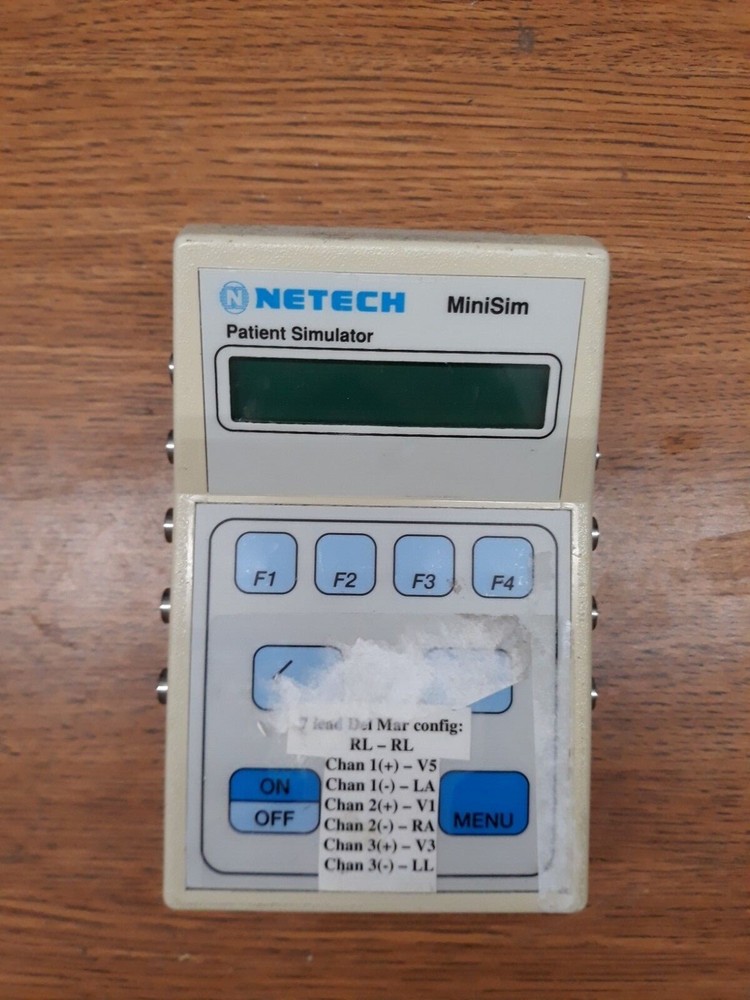 N NETECH MiniSim
Patient Simulator
F1 F2 F3 F4
7 lead Del Mar config:
RL – RL
Chan 1(+) – V5
Chan 1(-) – LA
Chan 2(+) – V1
Chan 2(-) – RA
Chan 3(+) – V3
Chan 3(-) – LL
ON
OFF
MENU